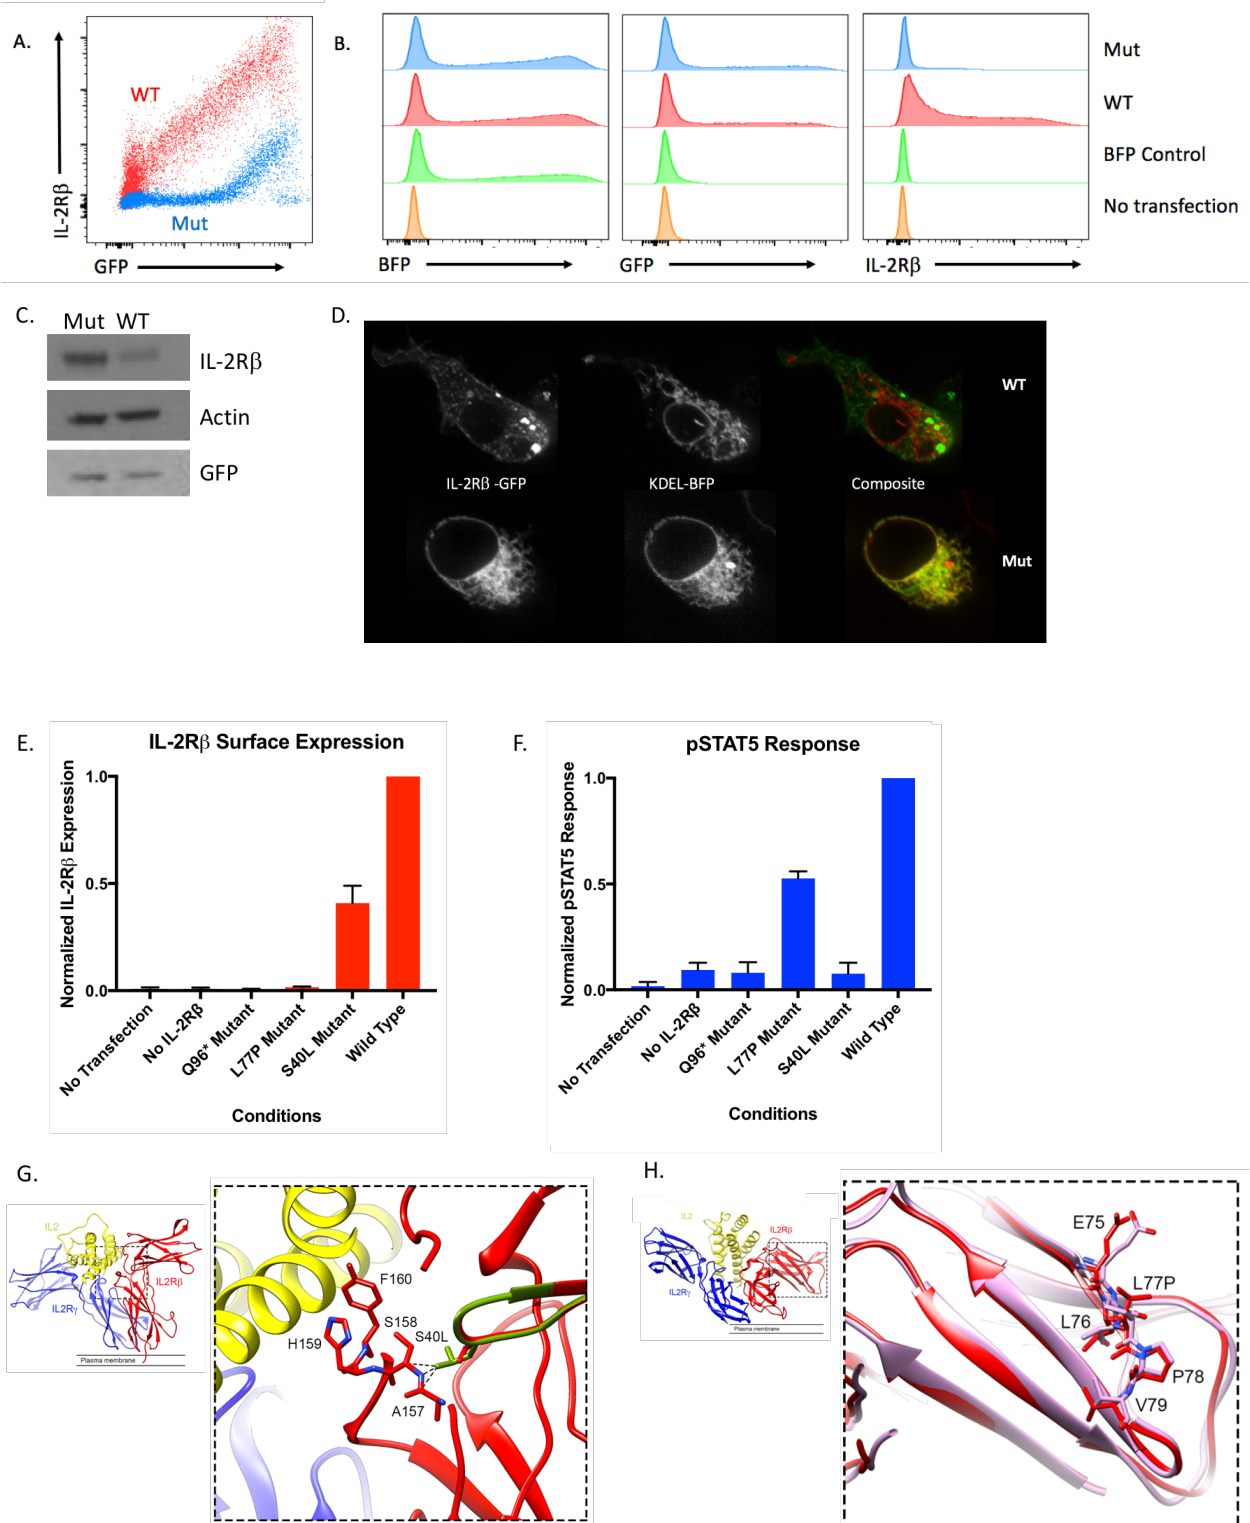 A.
IL-2Rβ
WT
Mut
GFP
B.
BFP
GFP
IL-2Rβ
Mut
WT
BFP Control
No transfection
C.
Mut WT
IL-2Rβ
Actin
GFP
D.
WT
IL-2Rβ -GFP
KDEL-BFP
Composite
Mut
E.
IL-2Rβ Surface Expression
Normalized IL-2Rβ Expression
1.0
0.5
0.0
No Transfection
No IL-2Rβ
Q96* Mutant
L77P Mutant
S40L Mutant
Wild Type
Conditions
F.
pSTAT5 Response
Normalized pSTAT5 Response
1.0
0.5
0.0
No Transfection
No IL-2Rβ
Q96* Mutant
L77P Mutant
S40L Mutant
Wild Type
Conditions
G.
IL2
IL2Rβ
IL2Rγ
Plasma membrane
F160
S158
H159
S40L
A157
H.
IL2
IL2Rβ
IL2Rγ
Plasma membrane
E75
L77P
L76
P78
V79